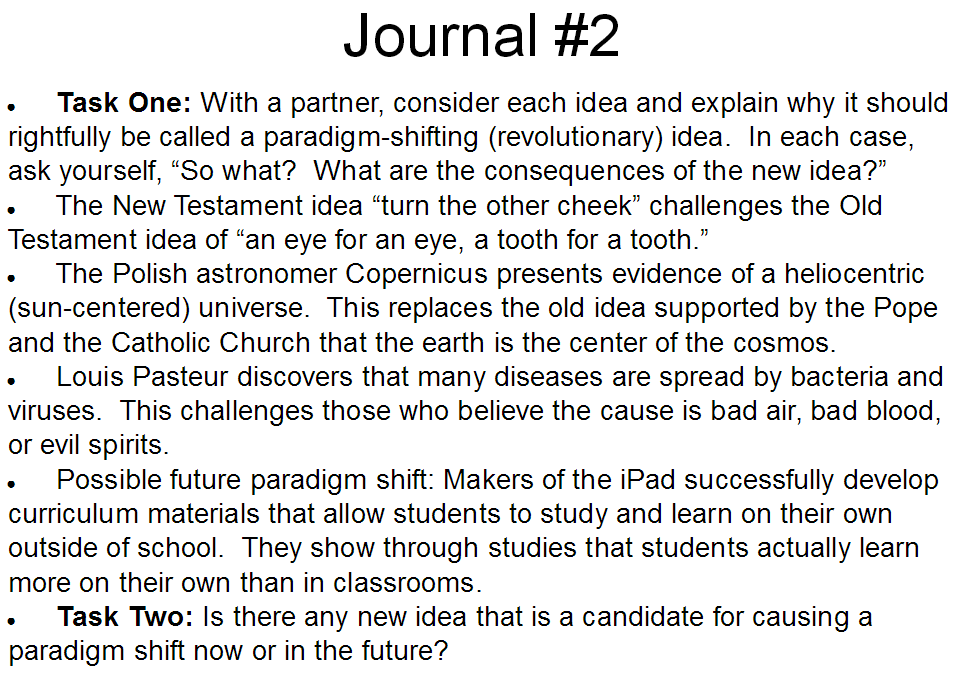 Journal #2
• Task One: With a partner, consider each idea and explain why it should
rightfully be called a paradigm-shifting (revolutionary) idea.  In each case,
ask yourself, “So what?  What are the consequences of the new idea?”
• The New Testament idea “turn the other cheek” challenges the Old
Testament idea of “an eye for an eye, a tooth for a tooth.”
• The Polish astronomer Copernicus presents evidence of a heliocentric
(sun-centered) universe.  This replaces the old idea supported by the Pope
and the Catholic Church that the earth is the center of the cosmos.
• Louis Pasteur discovers that many diseases are spread by bacteria and
viruses.  This challenges those who believe the cause is bad air, bad blood,
or evil spirits.
• Possible future paradigm shift: Makers of the iPad successfully develop
curriculum materials that allow students to study and learn on their own
outside of school.  They show through studies that students actually learn
more on their own than in classrooms.
• Task Two: Is there any new idea that is a candidate for causing a
paradigm shift now or in the future?